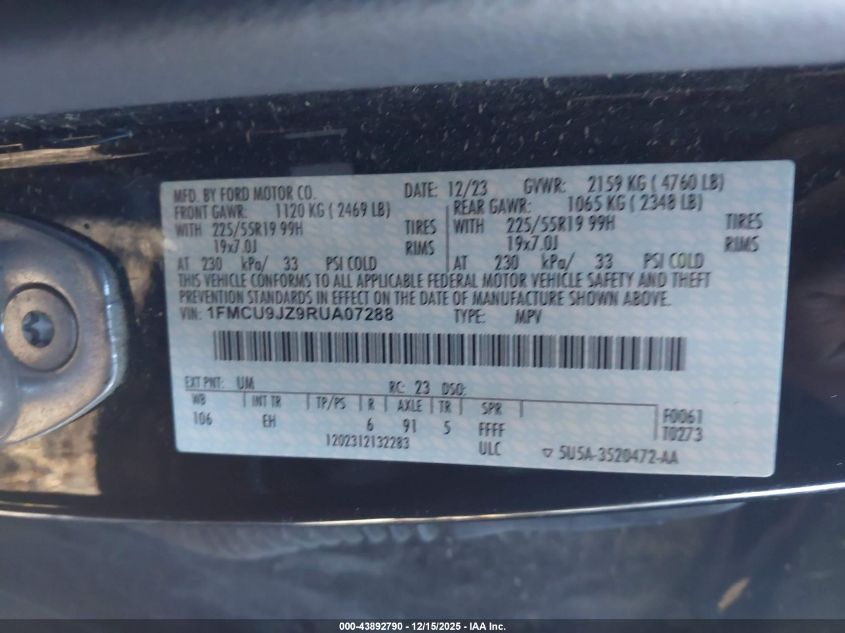 MFD. BY FORD MOTOR CO. DATE: 12/23 GVWR: 2159 KG ( 4760 LB)
FRONT GAWR: 1120 KG ( 2469 LB) REAR GAWR: 1065 KG ( 2348 LB)
WITH 225/55R19 99H TIRES WITH 225/55R19 99H TIRES
19x7.0J RIMS 19x7.0J RIMS
AT 230 kPa/ 33 PSI COLD AT 230 kPa/ 33 PSI COLD
THIS VEHICLE CONFORMS TO ALL APPLICABLE FEDERAL MOTOR VEHICLE SAFETY AND THEFT
PREVENTION STANDARDS IN EFFECT ON THE DATE OF MANUFACTURE SHOWN ABOVE.
VIN: 1FMCU9JZ9RUA07288 TYPE: MPV
EXT PNT: UM RC: 23 DSO:
WB INT TR TP/PS R AXLE TR SPR F0061
106 EH 6 91 5 FFFF T0273
1202312132283 ULC ▽ 5U5A-3520472-AA
000-43892790 - 12/15/2025 - IAA Inc.